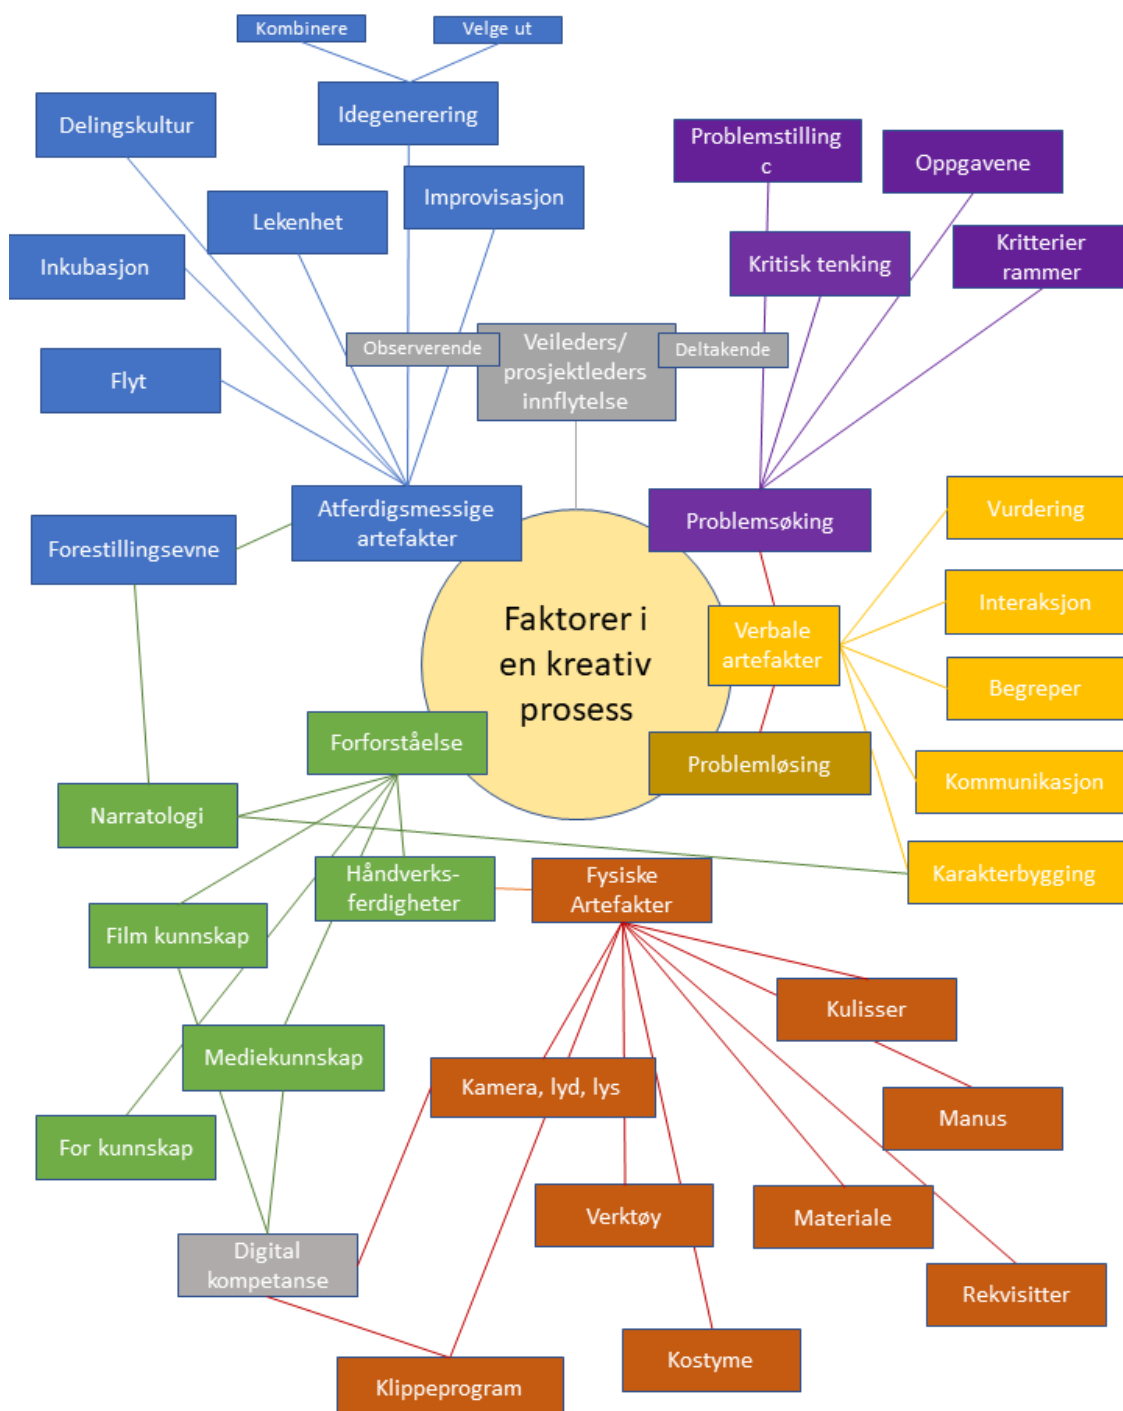 Kombinere
Velge ut
Idegenerering
Delingskultur
Problemstilling
c
Oppgavene
Improvisasjon
Lekenhet
Kritterier
rammer
Inkubasjon
Kritisk tenking
Observerende
Veileders/
prosjektleders
innflytelse
Deltakende
Flyt
Atferdigsmessige
artefakter
Problemsøking
Vurdering
Forestillingsevne
Faktorer i
en kreativ
prosess
Verbale
artefakter
Interaksjon
Begreper
Forforståelse
Problemløsing
Kommunikasjon
Narratologi
Håndverks-
ferdigheter
Fysiske
Artefakter
Karakterbygging
Film kunnskap
Kulisser
Mediekunnskap
Kamera, lyd, lys
Manus
For kunnskap
Verktøy
Materiale
Digital
kompetanse
Rekvisitter
Kostyme
Klippeprogram